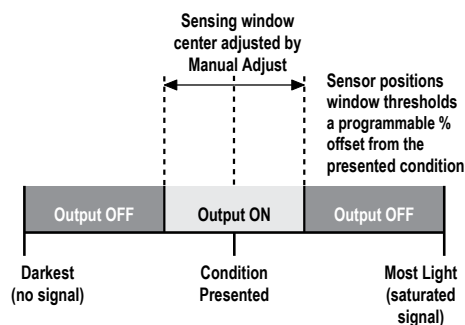 Sensing window
center adjusted by
Manual Adjust
Sensor positions
window thresholds
a programmable %
offset from the
presented condition
Output OFF
Output ON
Output OFF
Darkest
(no signal)
Condition
Presented
Most Light
(saturated
signal)